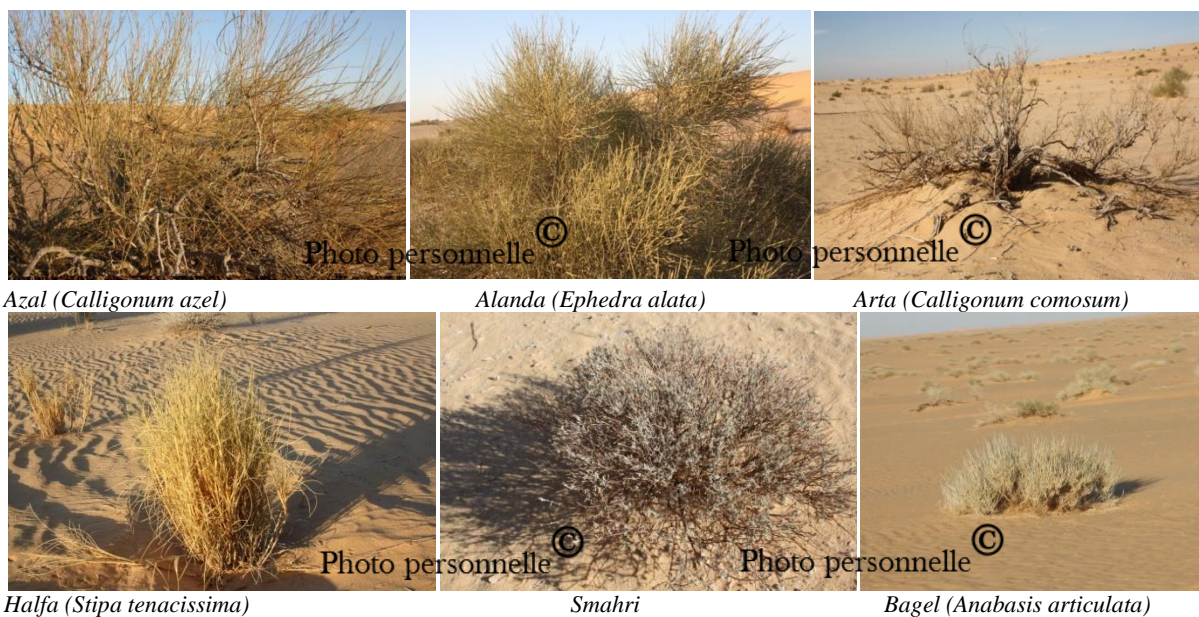 Photo personnelle ©
Photo personnelle ©
Azal (Calligonum azel)
Alanda (Ephedra alata)
Arta (Calligonum comosum)
Photo personnelle ©
Photo personnelle ©
Halfa (Stipa tenacissima)
Smahri
Bagel (Anabasis articulata)